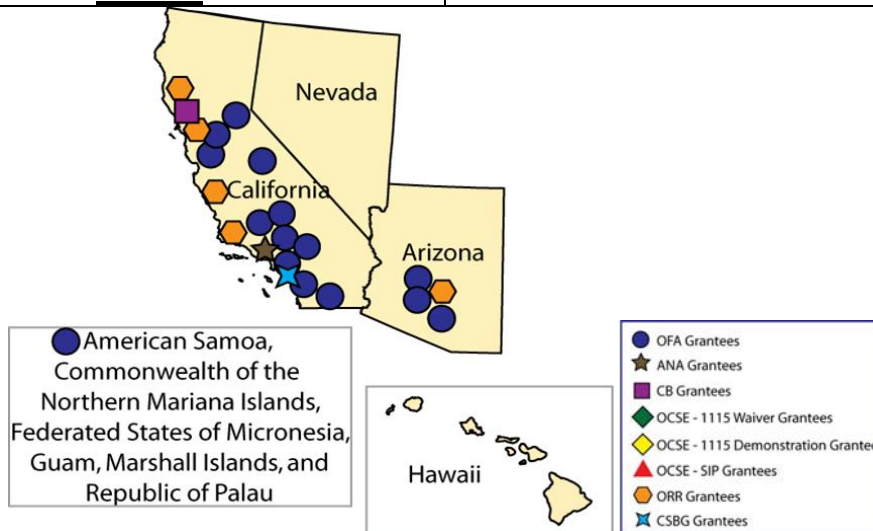 Nevada
California
Arizona
American Samoa,
Commonwealth of the
Northern Mariana Islands,
Federated States of Micronesia,
Guam, Marshall Islands, and
Republic of Palau
Hawaii
OFA Grantees
ANA Grantees
CB Grantees
OCSE - 1115 Waiver Grantees
OCSE - 1115 Demonstration Grantee
OCSE - SIP Grantees
ORR Grantees
CSBG Grantees